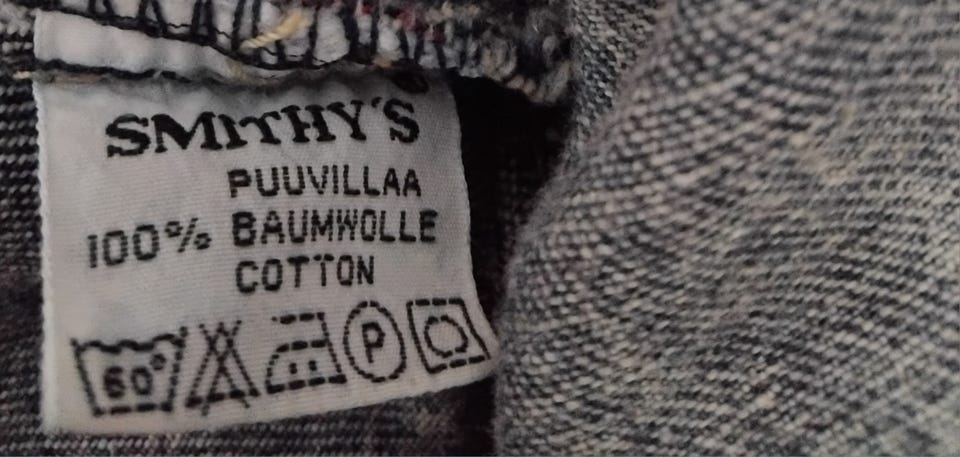 SMITHY'S
PUUVILLAA
100% BAUMWOLLE
COTTON
60° P